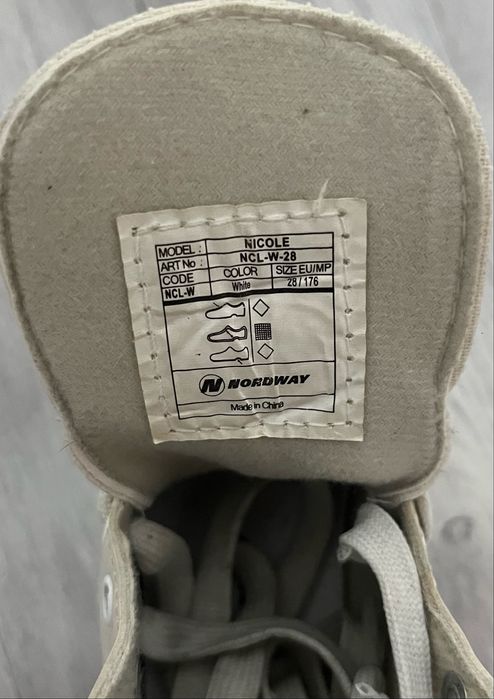 MODEL : NICOLE
ART No : NCL-W-28
CODE COLOR SIZE EU/MP
NCL-W White 28 / 176
N NORDWAY
Made in China